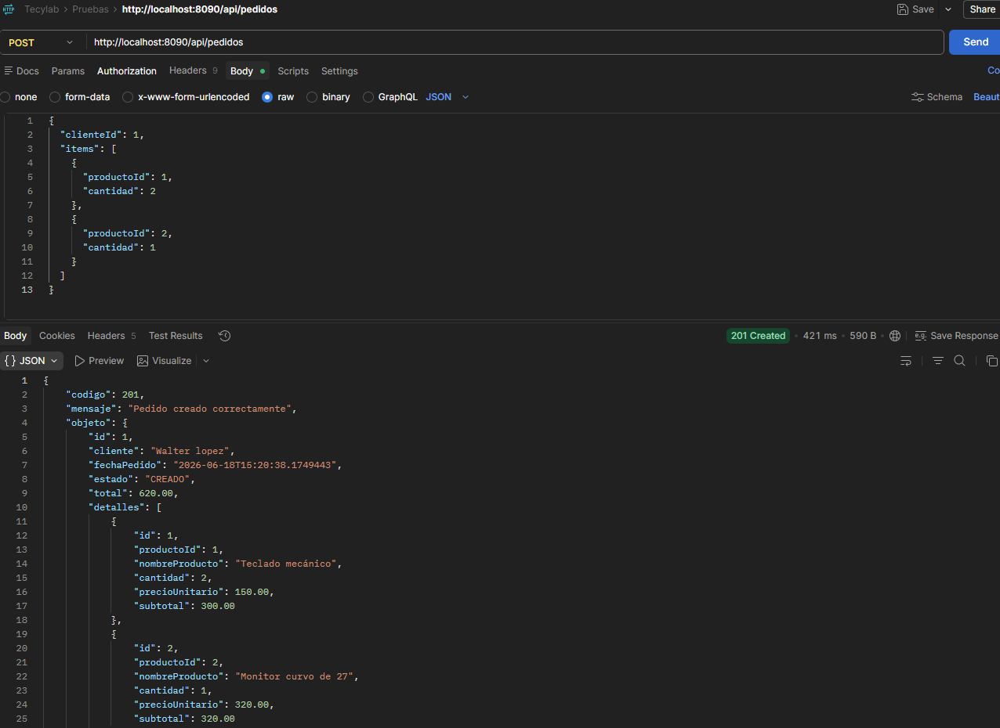 HTTP Tecylab > Pruebas > http://localhost:8090/api/pedidos Save Share
POST http://localhost:8090/api/pedidos Send
Docs Params Authorization Headers 9 Body Scripts Settings Co
none form-data x-www-form-urlencoded raw binary GraphQL JSON Schema Beaut
1 {
2 "clienteId": 1,
3 "items": [
4 {
5 "productoId": 1,
6 "cantidad": 2
7 },
8 {
9 "productoId": 2,
10 "cantidad": 1
11 }
12 ]
13 }
Body Cookies Headers 5 Test Results 201 Created • 421 ms • 590 B • e.g. Save Response
{} JSON Preview Visualize
1 {
2 "codigo": 201,
3 "mensaje": "Pedido creado correctamente",
4 "objeto": {
5 "id": 1,
6 "cliente": "Walter lopez",
7 "fechaPedido": "2026-06-18T15:20:38.1749443",
8 "estado": "CREADO",
9 "total": 620.00,
10 "detalles": [
11 {
12 "id": 1,
13 "productoId": 1,
14 "nombreProducto": "Teclado mecánico",
15 "cantidad": 2,
16 "precioUnitario": 150.00,
17 "subtotal": 300.00
18 },
19 {
20 "id": 2,
21 "productoId": 2,
22 "nombreProducto": "Monitor curvo de 27",
23 "cantidad": 1,
24 "precioUnitario": 320.00,
25 "subtotal": 320.00